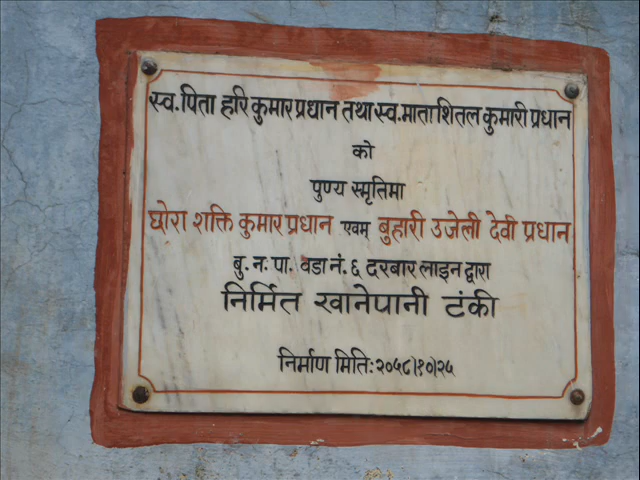 स्व. पिता हरि कुमार प्रधान तथा स्व. माता शितल कुमारी प्रधान
को
पुण्य स्मृतिमा
छोरा शक्ति कुमार प्रधान एवम् बुहारी उजेली देवी प्रधान
बु. न. पा. वडा नं. ६ दरबार लाइन द्वारा
निर्मित खानेपानी टंकी
निर्माण मिति: २०५८।१०।२५